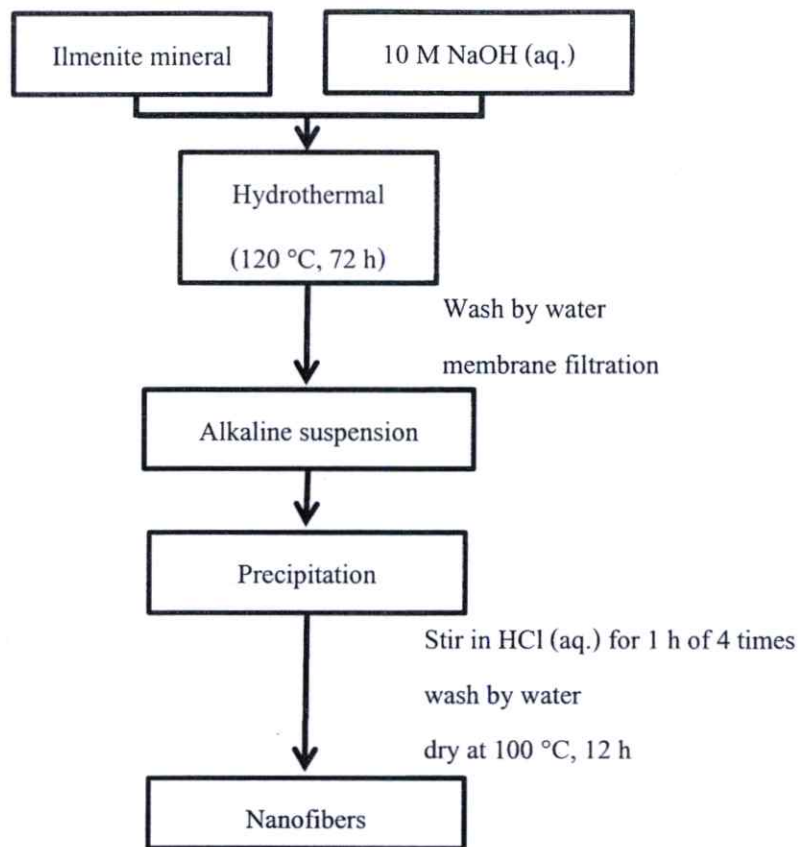 Ilmenite mineral
10 M NaOH (aq.)
Hydrothermal
(120 °C, 72 h)
Wash by water
membrane filtration
Alkaline suspension
Precipitation
Stir in HCl (aq.) for 1 h of 4 times
wash by water
dry at 100 °C, 12 h
Nanofibers